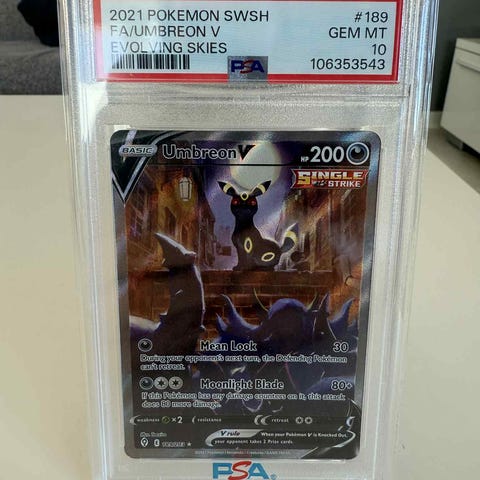 2021 POKEMON SWSH #189
FA/UMBREON V GEM MT
EVOLVING SKIES 10
PSA 106353543
BASIC Umbreon V HP 200
SINGLE STRIKE
Mean Look 30
During your opponent's next turn, the Defending Pokémon
can't retreat.
Moonlight Blade 80+
If this Pokémon has any damage counters on it, this attack
does 80 more damage.
weakness ×2 resistance retreat
V rule When your Pokémon V is Knocked Out,
your opponent takes 2 Prize cards.
189/203
PSA